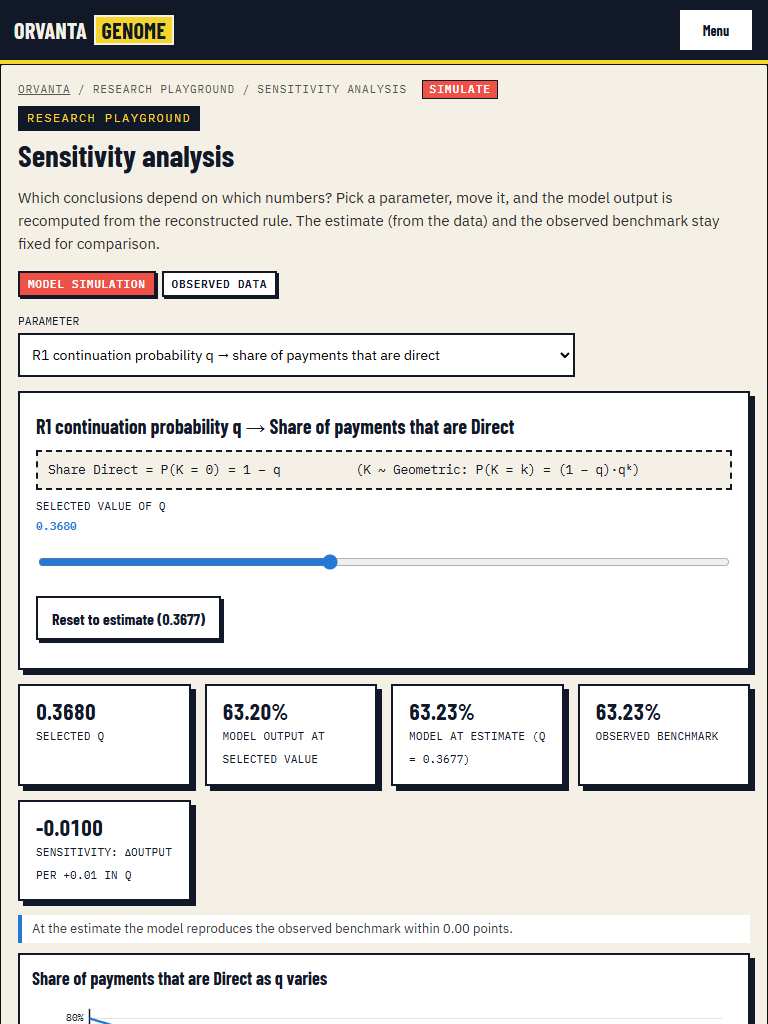 ORVANTA GENOME
Menu
ORVANTA / RESEARCH PLAYGROUND / SENSITIVITY ANALYSIS SIMULATE
RESEARCH PLAYGROUND
Sensitivity analysis
Which conclusions depend on which numbers? Pick a parameter, move it, and the model output is
recomputed from the reconstructed rule. The estimate (from the data) and the observed benchmark stay
fixed for comparison.
MODEL SIMULATION OBSERVED DATA
PARAMETER
R1 continuation probability q → share of payments that are direct
R1 continuation probability q → Share of payments that are Direct
Share Direct = P(K = 0) = 1 − q (K ~ Geometric: P(K = k) = (1 − q)·qᵏ)
SELECTED VALUE OF Q
0.3680
Reset to estimate (0.3677)
0.3680
SELECTED Q
63.20%
MODEL OUTPUT AT
SELECTED VALUE
63.23%
MODEL AT ESTIMATE (Q
= 0.3677)
63.23%
OBSERVED BENCHMARK
-0.0100
SENSITIVITY: ΔOUTPUT
PER +0.01 IN Q
At the estimate the model reproduces the observed benchmark within 0.00 points.
Share of payments that are Direct as q varies
80%